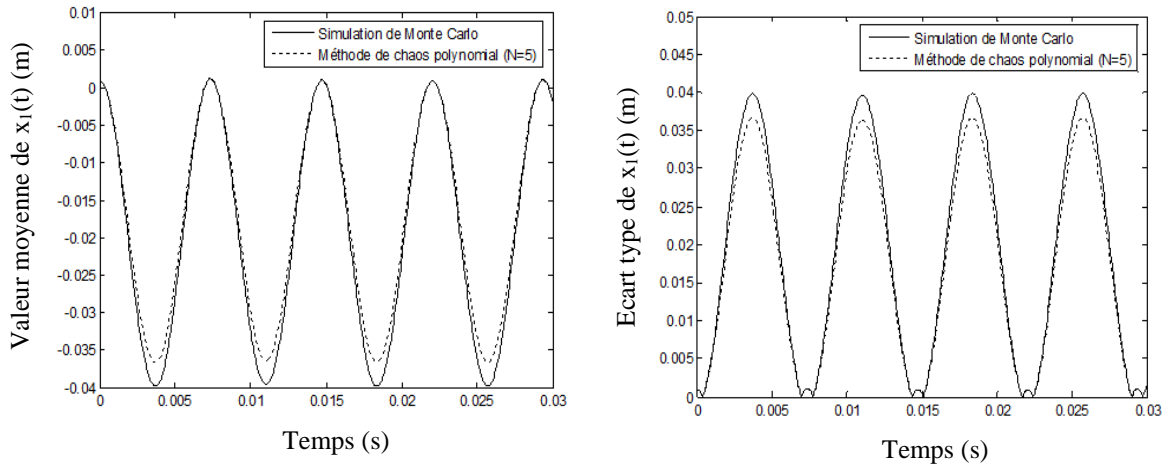 Valeur moyenne de x1(t) (m)
0.01
0.005
0
-0.005
-0.01
-0.015
-0.02
-0.025
-0.03
-0.035
-0.04
Simulation de Monte Carlo
Méthode de chaos polynomial (N=5)
0 0.005 0.01 0.015 0.02 0.025 0.03
Temps (s)
Ecart type de x1(t) (m)
0.05
0.045
0.04
0.035
0.03
0.025
0.02
0.015
0.01
0.005
0
Simulation de Monte Carlo
Méthode de chaos polynomial (N=5)
0 0.005 0.01 0.015 0.02 0.025 0.03
Temps (s)